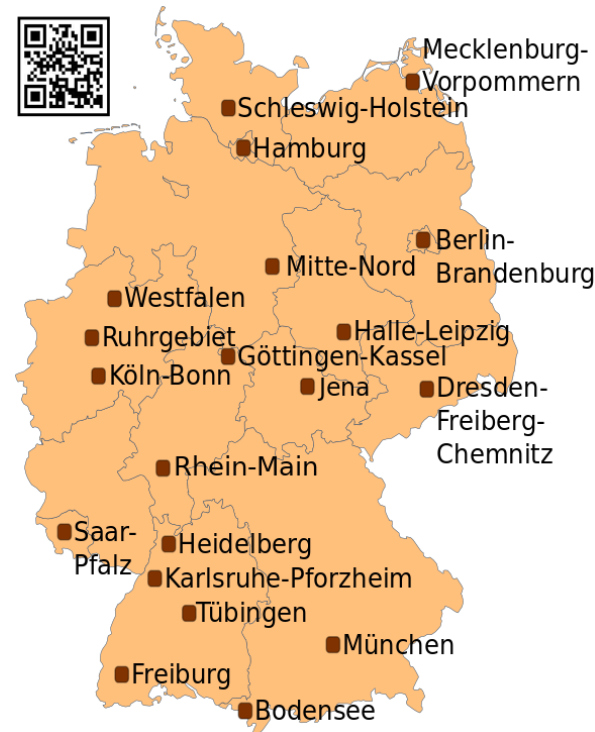 Mecklenburg-
Vorpommern
Schleswig-Holstein
Hamburg
Berlin-
Brandenburg
Mitte-Nord
Westfalen
Halle-Leipzig
Ruhrgebiet
Göttingen-Kassel
Köln-Bonn
Jena
Dresden-
Freiberg-
Chemnitz
Rhein-Main
Saar-
Pfalz
Heidelberg
Karlsruhe-Pforzheim
Tübingen
München
Freiburg
Bodensee